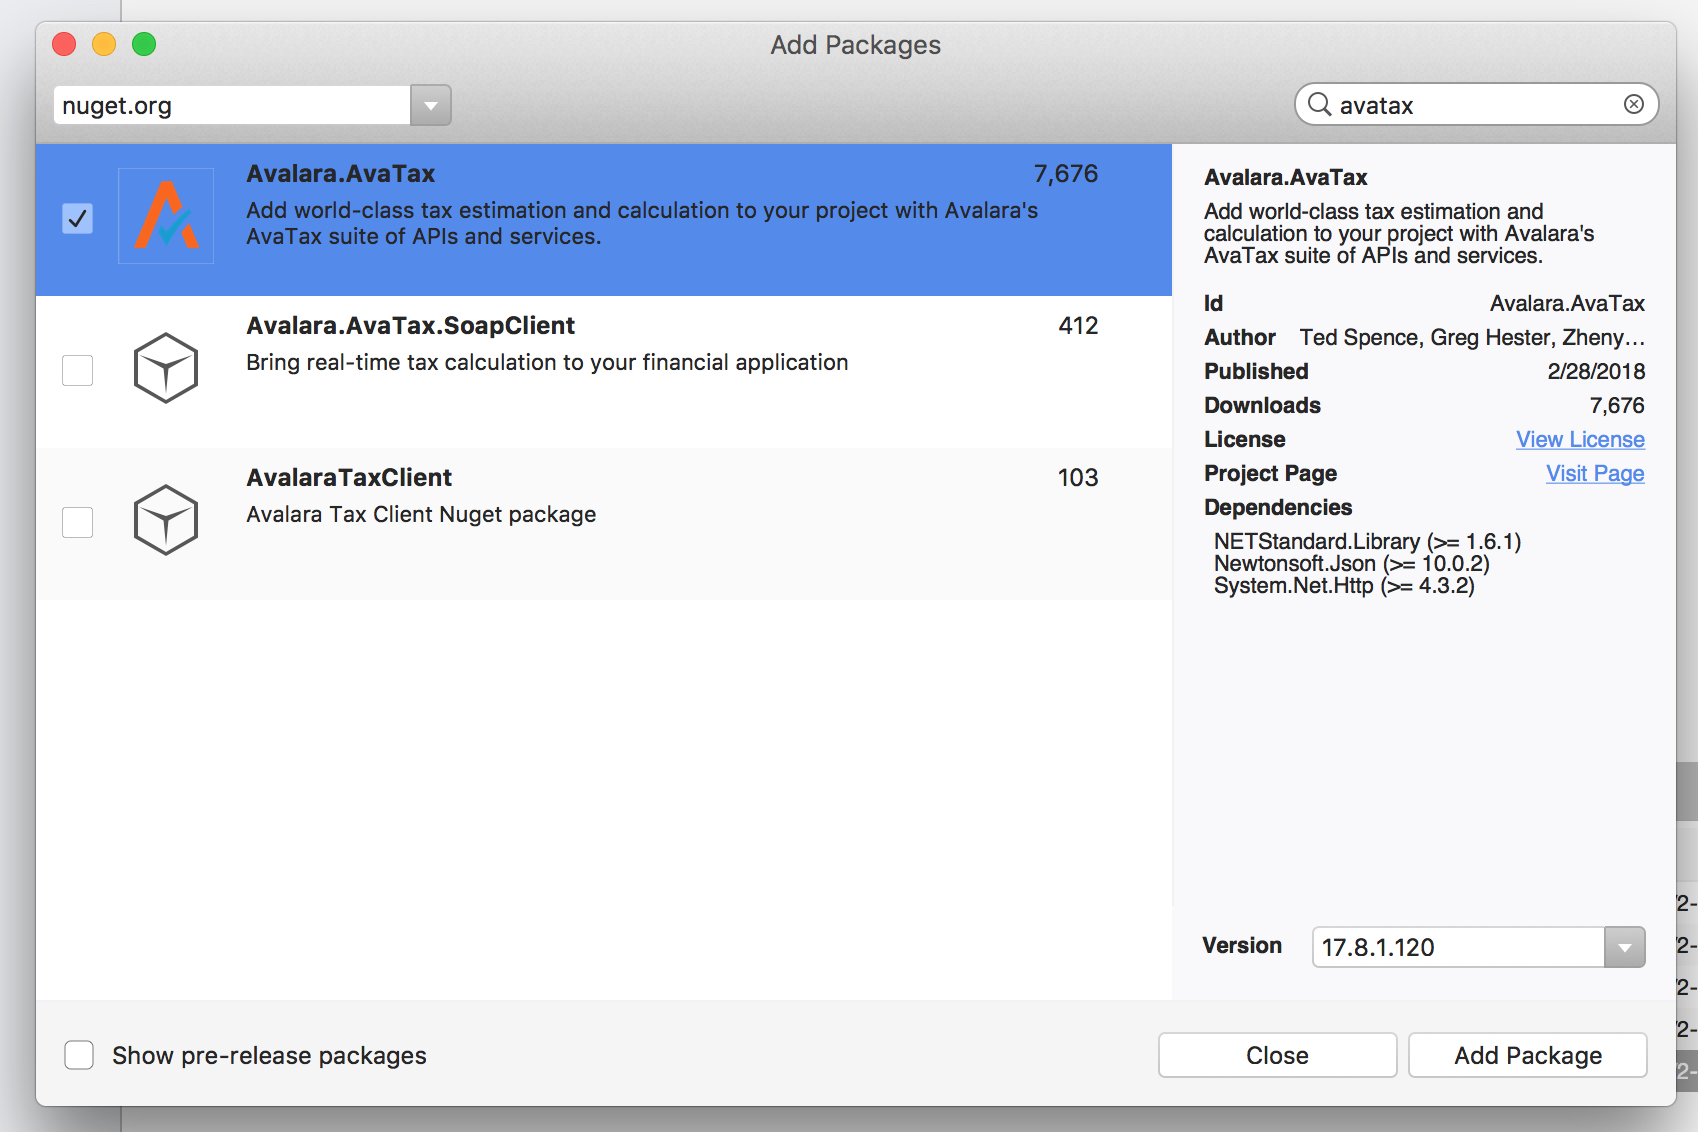 Add Packages
nuget.org
avatax
Avalara.AvaTax
7,676
Add world-class tax estimation and calculation to your project with Avalara's
AvaTax suite of APIs and services.
Avalara.AvaTax.SoapClient
412
Bring real-time tax calculation to your financial application
AvalaraTaxClient
103
Avalara Tax Client Nuget package
Avalara.AvaTax
Add world-class tax estimation and
calculation to your project with Avalara's
AvaTax suite of APIs and services.
Id Avalara.AvaTax
Author Ted Spence, Greg Hester, Zheny...
Published 2/28/2018
Downloads 7,676
License View License
Project Page Visit Page
Dependencies
NETStandard.Library (>= 1.6.1)
Newtonsoft.Json (>= 10.0.2)
System.Net.Http (>= 4.3.2)
Version 17.8.1.120
Show pre-release packages
Close
Add Package